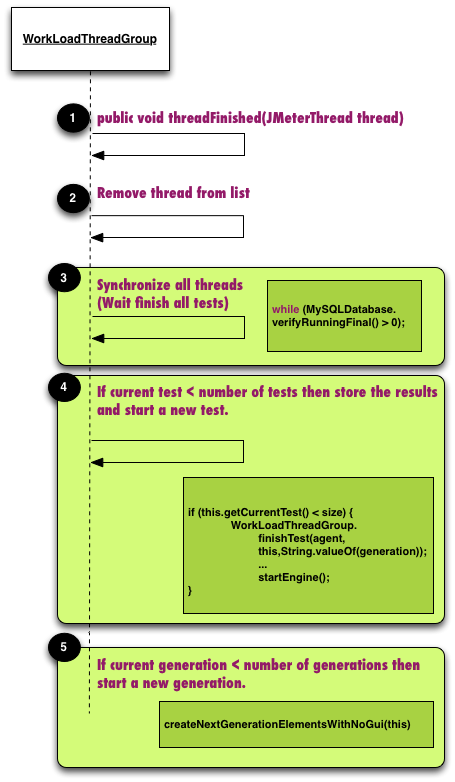 WorkLoadThreadGroup
1
public void threadFinished(JMeterThread thread)
2
Remove thread from list
3
Synchronize all threads
(Wait finish all tests)
while (MySQLDatabase.
verifyRunningFinal() > 0);
4
If current test < number of tests then store the results
and start a new test.
if (this.getCurrentTest() < size) {
WorkLoadThreadGroup.
finishTest(agent,
this,String.valueOf(generation));
...
startEngine();
}
5
If current generation < number of generations then
start a new generation.
createNextGenerationElementsWithNoGui(this)